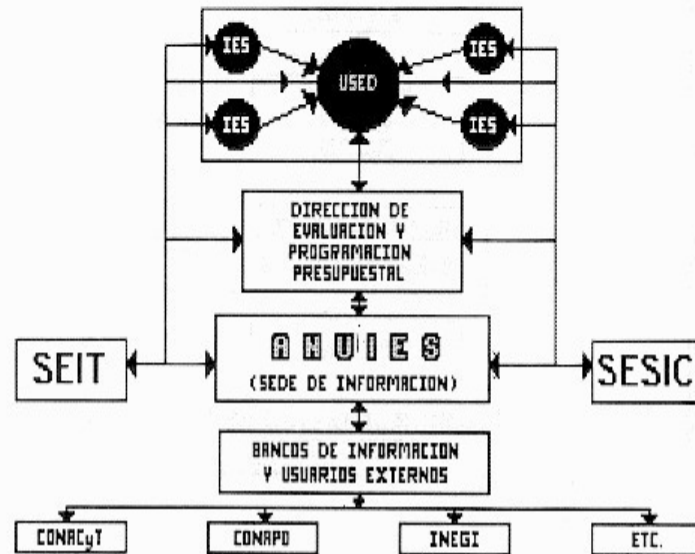 IES
IES
USED
IES
IES
DIRECCION DE
EVALUACION Y
PROGRAMACION
PRESUPUESTAL
SEIT
ANUIES
(SEDE DE INFORMACION)
SESIC
BANCOS DE INFORMACION
Y USUARIOS EXTERNOS
CONACyT
CONAPO
INEGI
ETC.